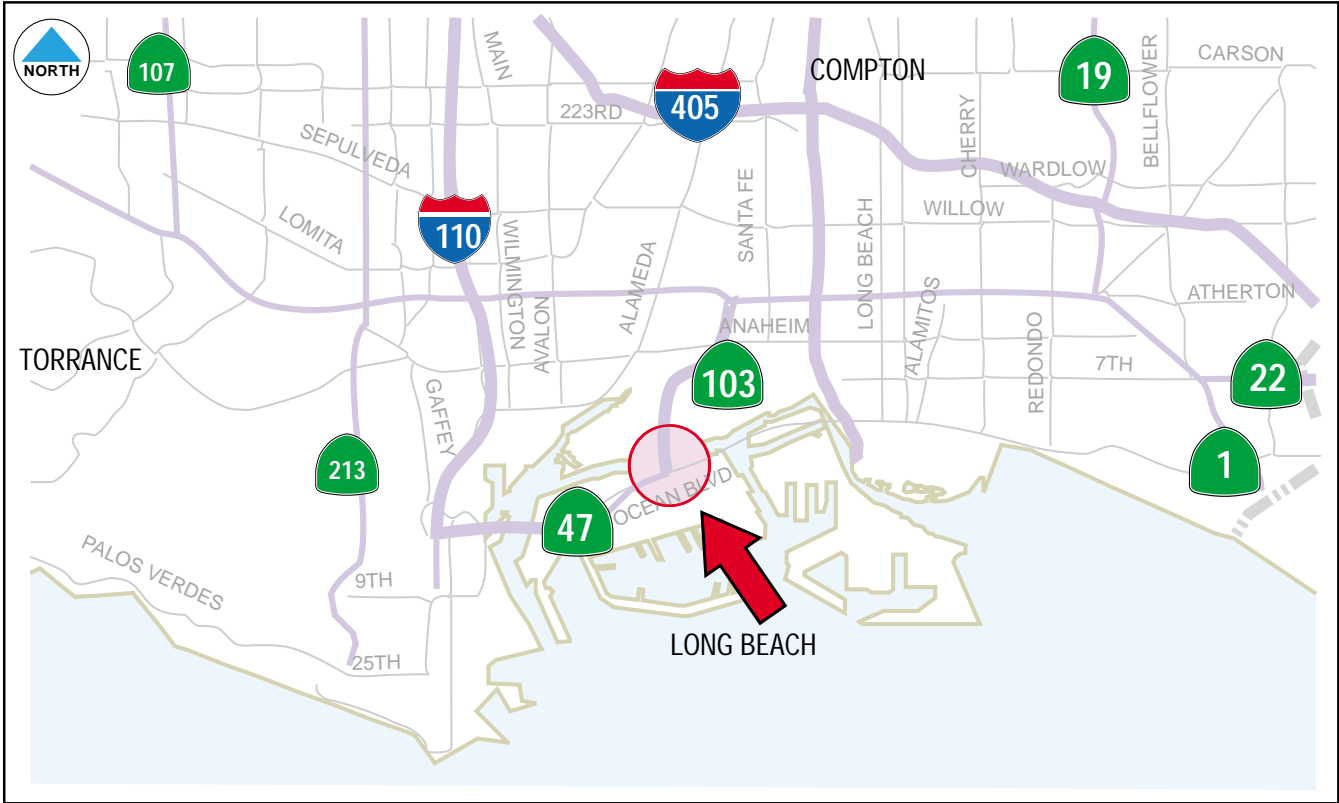 NORTH
107
MAIN
405
COMPTON
19
BELLFLOWER
CARSON
223RD
SEPULVEDA
CHERRY
WARDLOW
LOMITA
110
WILMINGTON
AVALON
ALAMEDA
SANTA FE
LONG BEACH
WILLOW
ALAMITOS
ATHERTON
ANAHEIM
REDONDO
7TH
TORRANCE
GAFFEY
103
22
1
213
47
OCEAN BLVD
PALOS VERDES
9TH
25TH
LONG BEACH